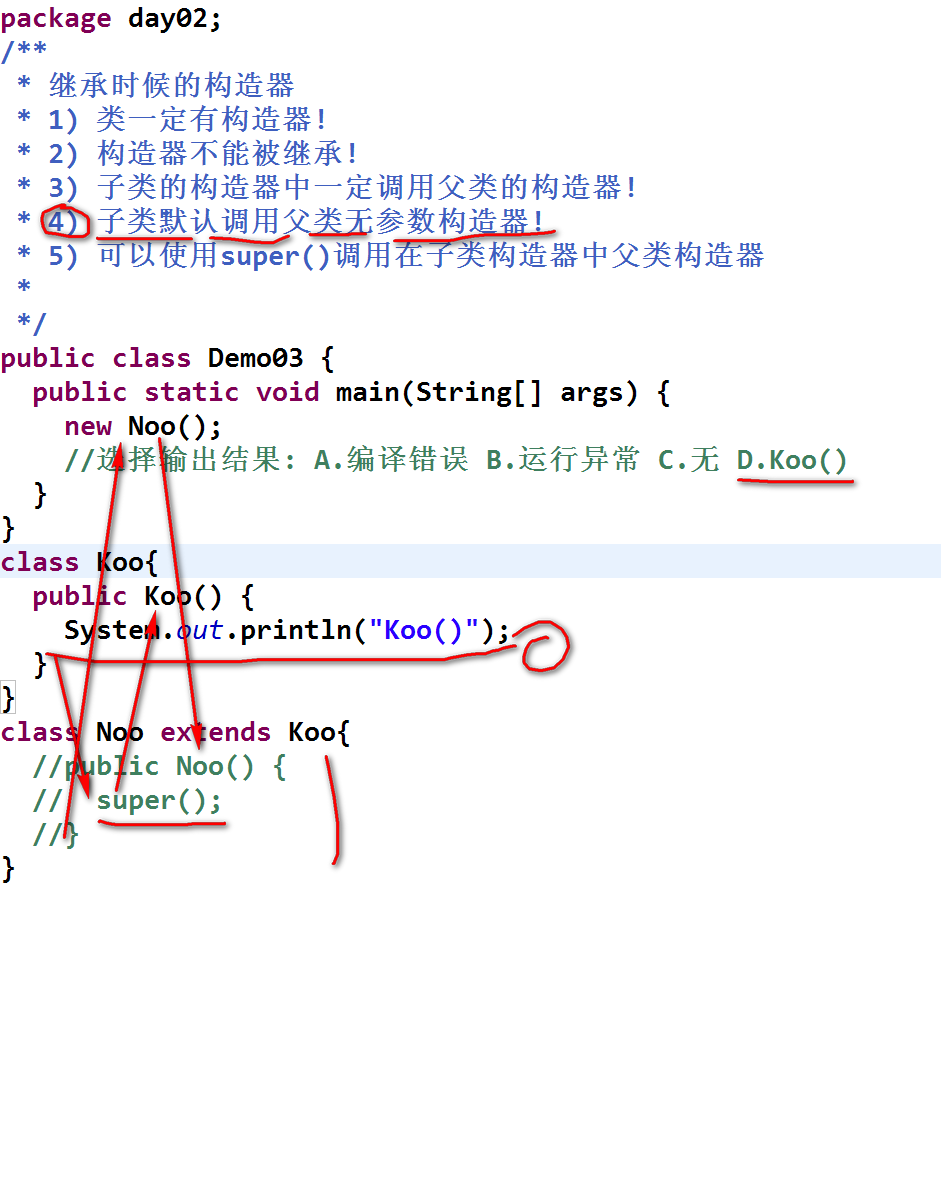 package day02;
/**
 * 继承时候的构造器
 * 1) 类一定有构造器!
 * 2) 构造器不能被继承!
 * 3) 子类的构造器中一定调用父类的构造器!
 * 4) 子类默认调用父类无参数构造器!
 * 5) 可以使用super()调用在子类构造器中父类构造器
 *
 */
public class Demo03 {
  public static void main(String[] args) {
    new Noo();
    //选择输出结果: A.编译错误 B.运行异常 C.无 D.Koo()
  }
}
class Koo{
  public Koo() {
    System.out.println("Koo()");
  }
}
class Noo extends Koo{
  //public Noo() {
  //  super();
  //}
}